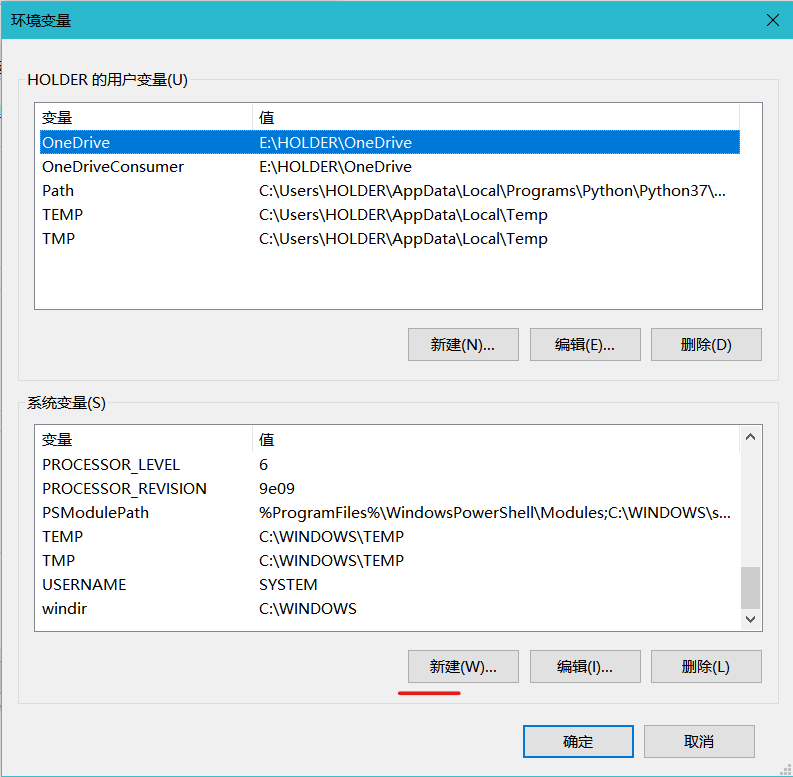 环境变量
HOLDER 的用户变量(U)
变量 值
OneDrive E:\HOLDER\OneDrive
OneDriveConsumer E:\HOLDER\OneDrive
Path C:\Users\HOLDER\AppData\Local\Programs\Python\Python37\...
TEMP C:\Users\HOLDER\AppData\Local\Temp
TMP C:\Users\HOLDER\AppData\Local\Temp
新建(N)... 编辑(E)... 删除(D)
系统变量(S)
变量 值
PROCESSOR_LEVEL 6
PROCESSOR_REVISION 9e09
PSModulePath %ProgramFiles%\WindowsPowerShell\Modules;C:\WINDOWS\s...
TEMP C:\WINDOWS\TEMP
TMP C:\WINDOWS\TEMP
USERNAME SYSTEM
windir C:\WINDOWS
新建(W)... 编辑(I)... 删除(L)
确定 取消